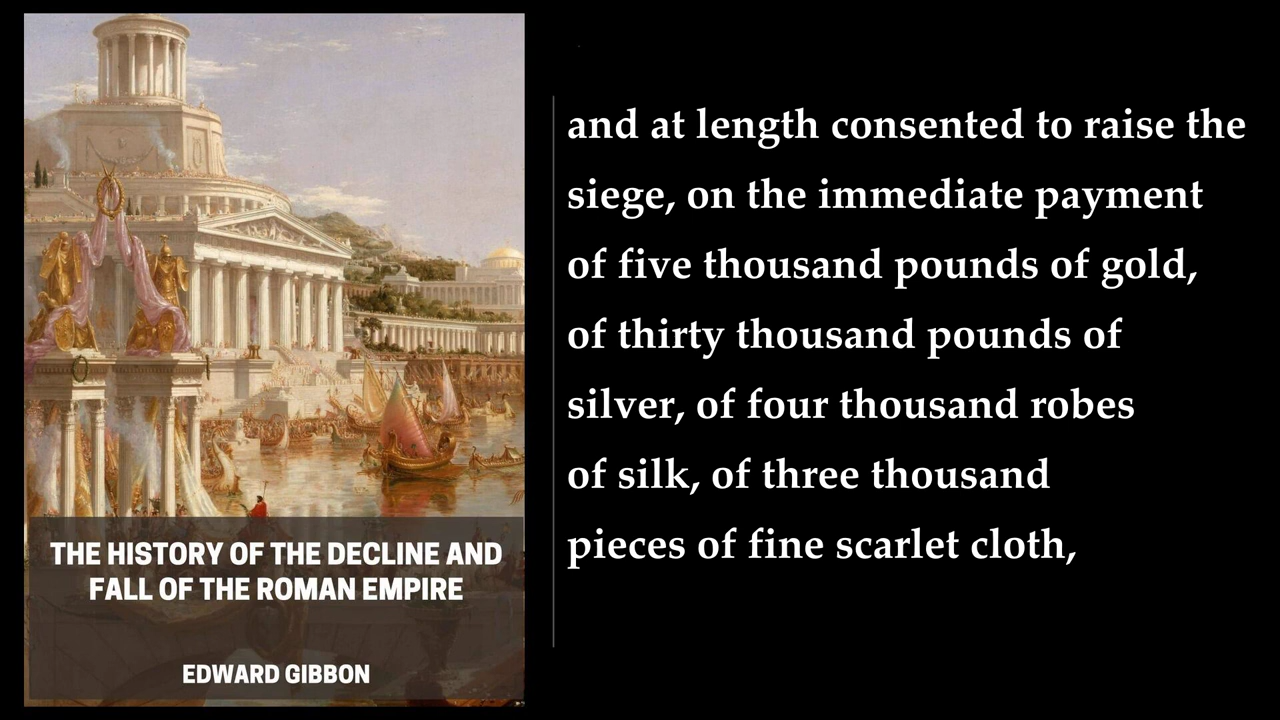 THE HISTORY OF THE DECLINE AND
FALL OF THE ROMAN EMPIRE
EDWARD GIBBON
and at length consented to raise the
siege, on the immediate payment
of five thousand pounds of gold,
of thirty thousand pounds of
silver, of four thousand robes
of silk, of three thousand
pieces of fine scarlet cloth,